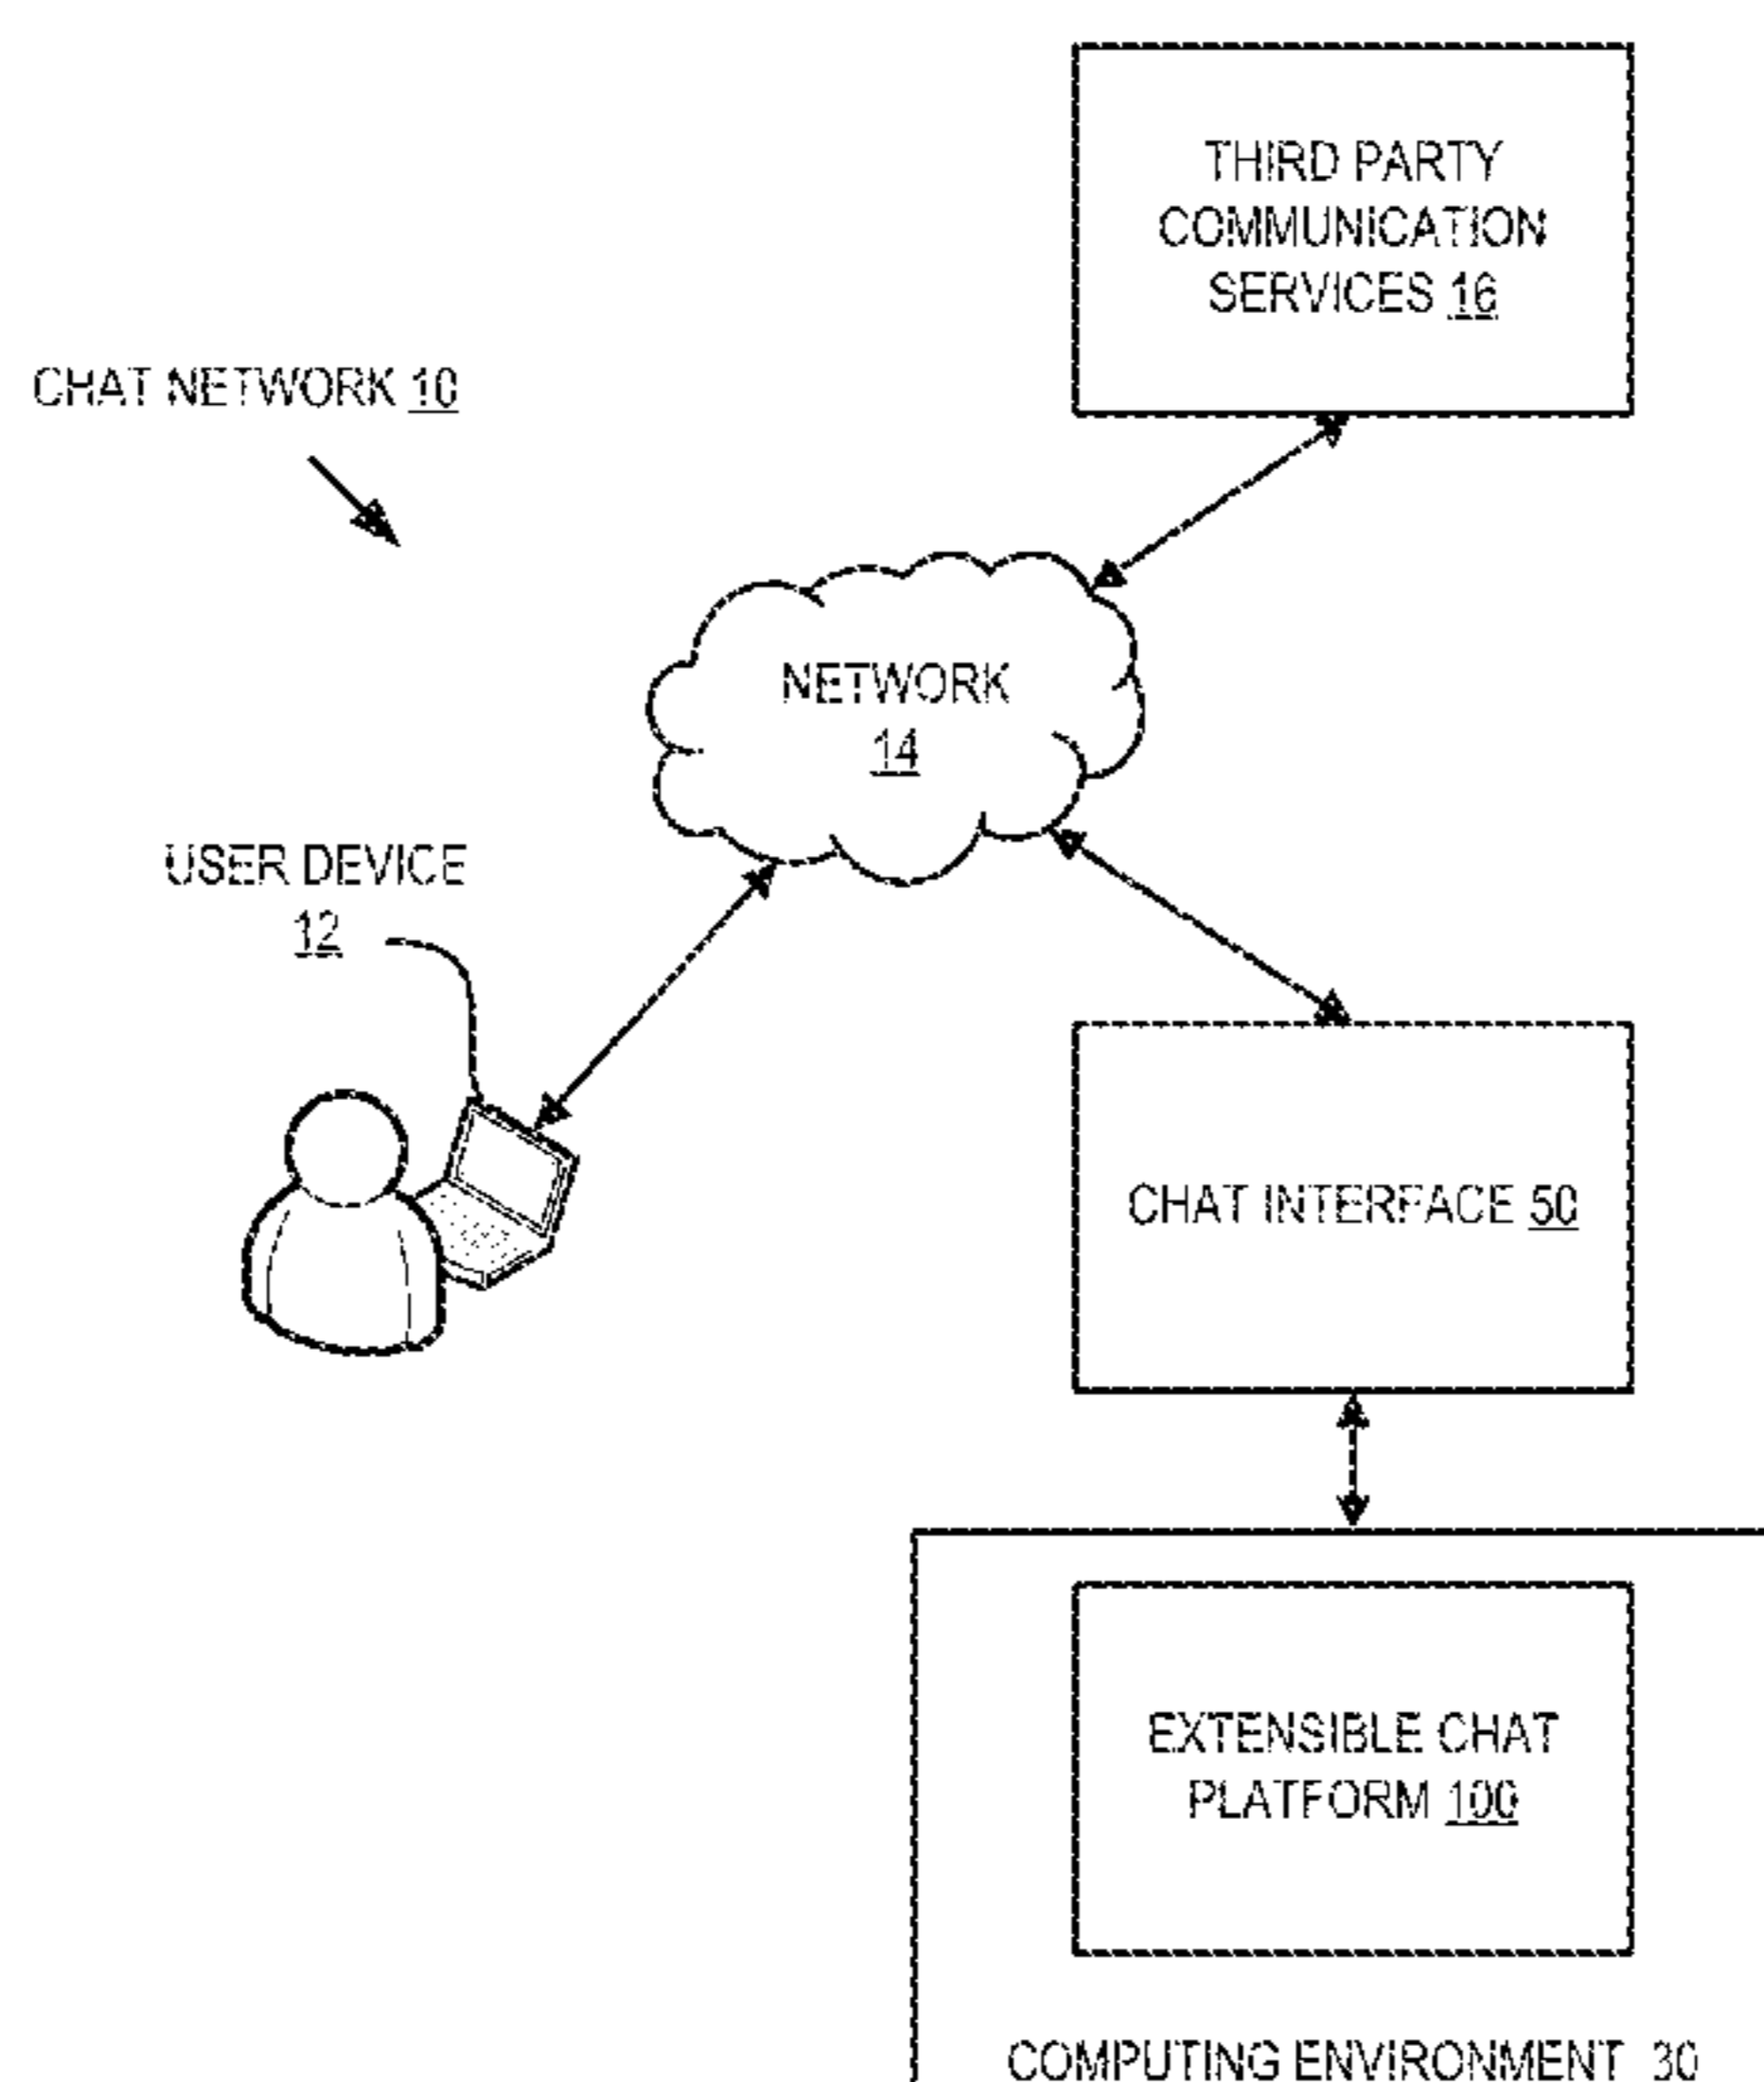 THIRD PARTY
COMMUNICATION
SERVICES 16
CHAT NETWORK 10
NETWORK
14
USER DEVICE
12
CHAT INTERFACE 50
EXTENSIBLE CHAT
PLATFORM 100
COMPUTING ENVIRONMENT 30